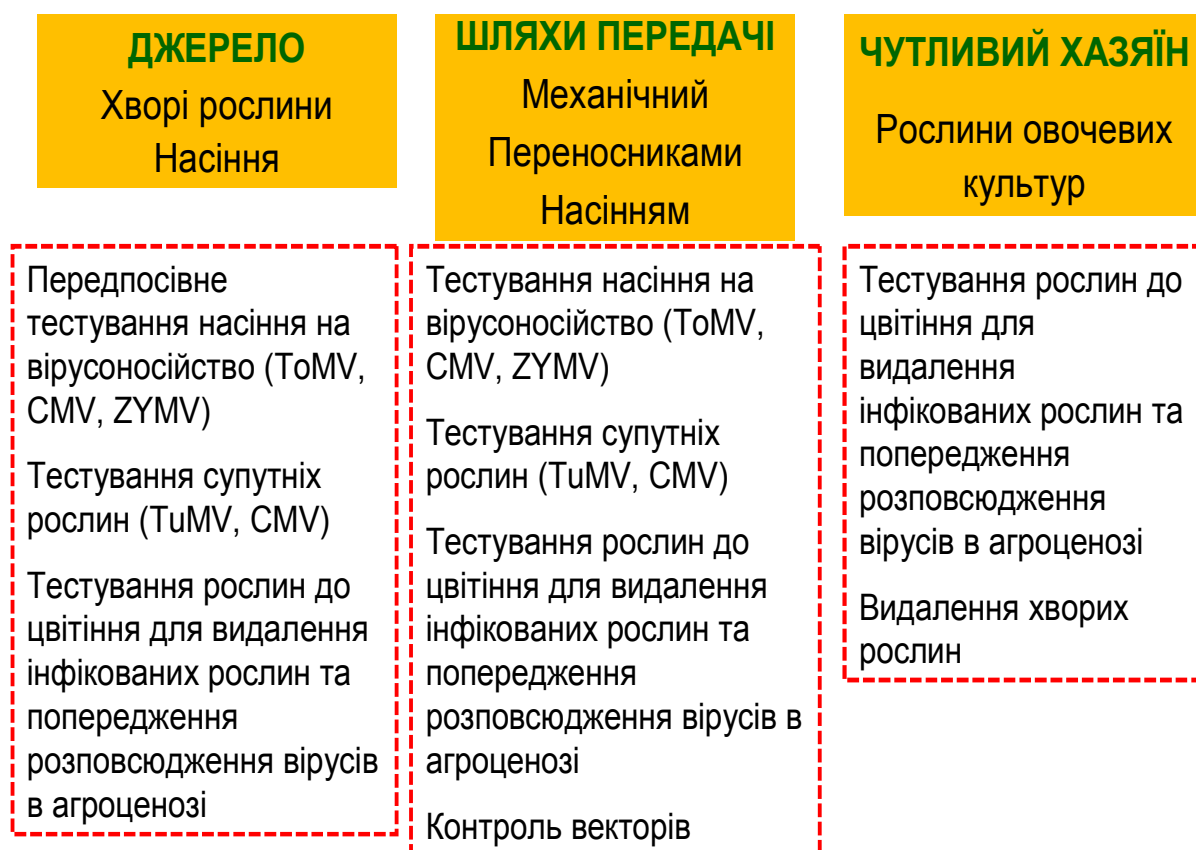 ДЖЕРЕЛО
Хворі рослини
Насіння
Передпосівне
тестування насіння на
вірусоносійство (ToMV,
CMV, ZYMV)
Тестування супутніх
рослин (TuMV, CMV)
Тестування рослин до
цвітіння для видалення
інфікованих рослин та
попередження
розповсюдження вірусів
в агроценозі
ШЛЯХИ ПЕРЕДАЧІ
Механічний
Переносниками
Насінням
Тестування насіння на
вірусоносійство (ToMV,
CMV, ZYMV)
Тестування супутніх
рослин (TuMV, CMV)
Тестування рослин до
цвітіння для видалення
інфікованих рослин та
попередження
розповсюдження вірусів в
агроценозі
Контроль векторів
ЧУТЛИВИЙ ХАЗЯЇН
Рослини овочевих
культур
Тестування рослин до
цвітіння для
видалення
інфікованих рослин та
попередження
розповсюдження
вірусів в агроценозі
Видалення хворих
рослин